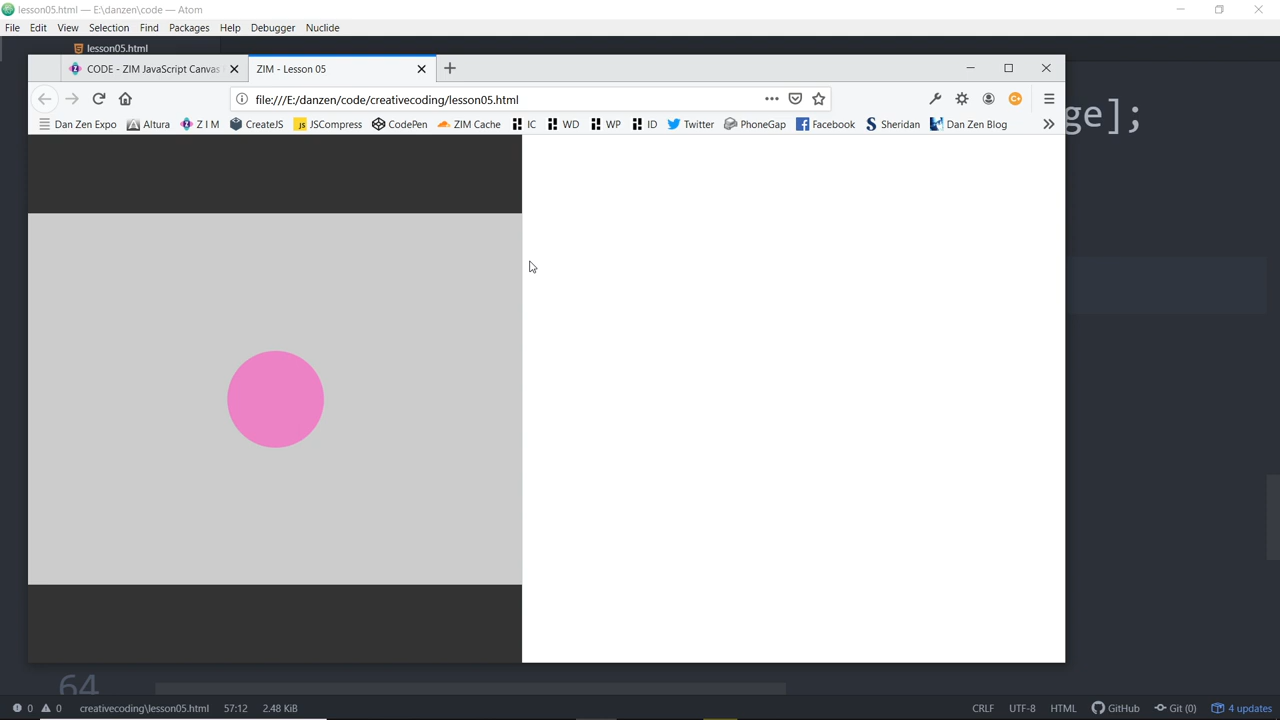 lesson05.html — E:\danzen\code — Atom
File Edit View Selection Find Packages Help Debugger Nuclide
lesson05.html
CODE - ZIM JavaScript Canvas
ZIM - Lesson 05
file:///E:/danzen/code/creativecoding/lesson05.html
Dan Zen Expo Altura Z I M CreateJS JSCompress CodePen ZIM Cache IC WD WP ID PhoneGap Facebook Sheridan Dan Zen Blog Twitter
ge];
64
0 0 creativecoding\lesson05.html 57:12 2.48 KiB CRLF UTF-8 HTML GitHub Git (0) 4 updates